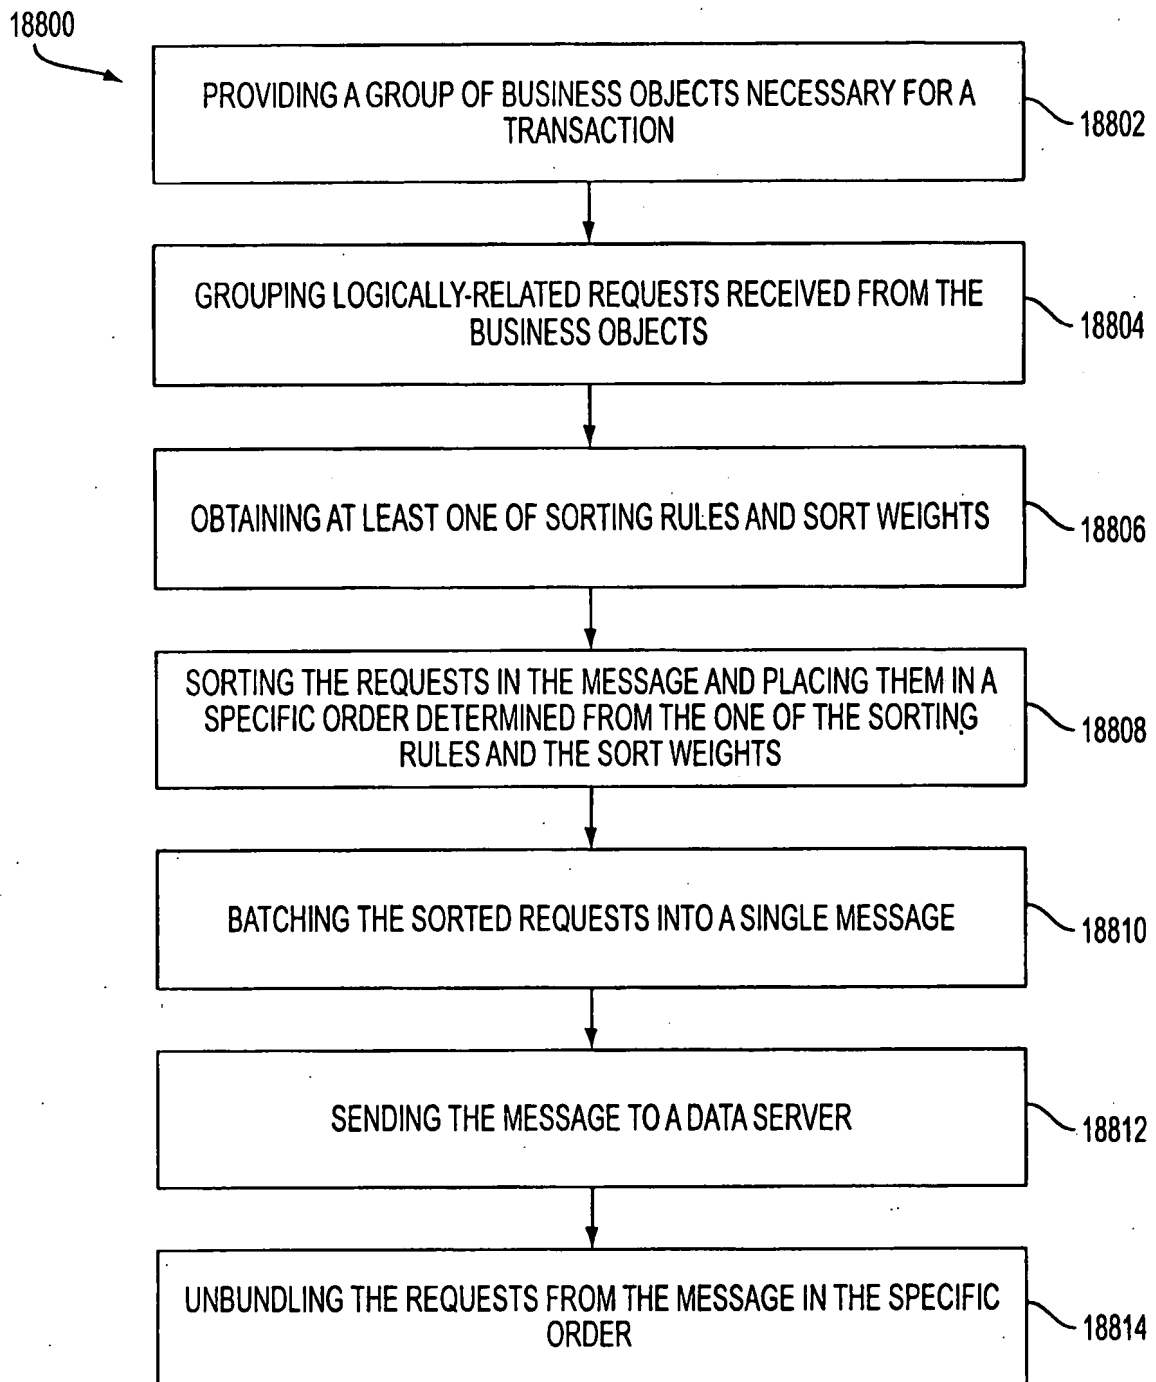 18800
PROVIDING A GROUP OF BUSINESS OBJECTS NECESSARY FOR A
TRANSACTION
18802
GROUPING LOGICALLY-RELATED REQUESTS RECEIVED FROM THE
BUSINESS OBJECTS
18804
OBTAINING AT LEAST ONE OF SORTING RULES AND SORT WEIGHTS
18806
SORTING THE REQUESTS IN THE MESSAGE AND PLACING THEM IN A
SPECIFIC ORDER DETERMINED FROM THE ONE OF THE SORTING
RULES AND THE SORT WEIGHTS
18808
BATCHING THE SORTED REQUESTS INTO A SINGLE MESSAGE
18810
SENDING THE MESSAGE TO A DATA SERVER
18812
UNBUNDLING THE REQUESTS FROM THE MESSAGE IN THE SPECIFIC
ORDER
18814